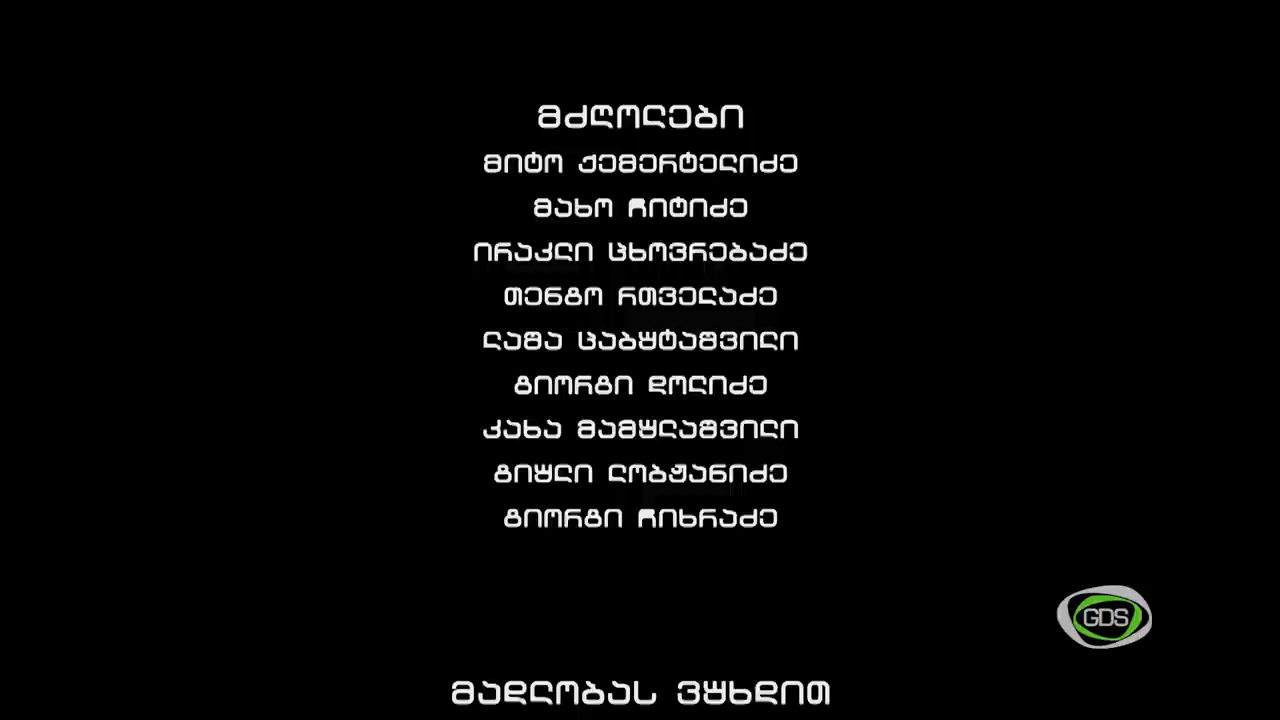 მძღოლები
მიტო ქემერტელიძე
მახო ჩიტიძე
ირაკლი ცხოვრებაძე
თენგო რთველაძე
ლაშა ცაბუტაშვილი
გიორგი დოლიძე
კახა მამულაშვილი
გიული ლობჟანიძე
გიორგი ჩიხრაძე
GDS
მადლობას ვუხდით